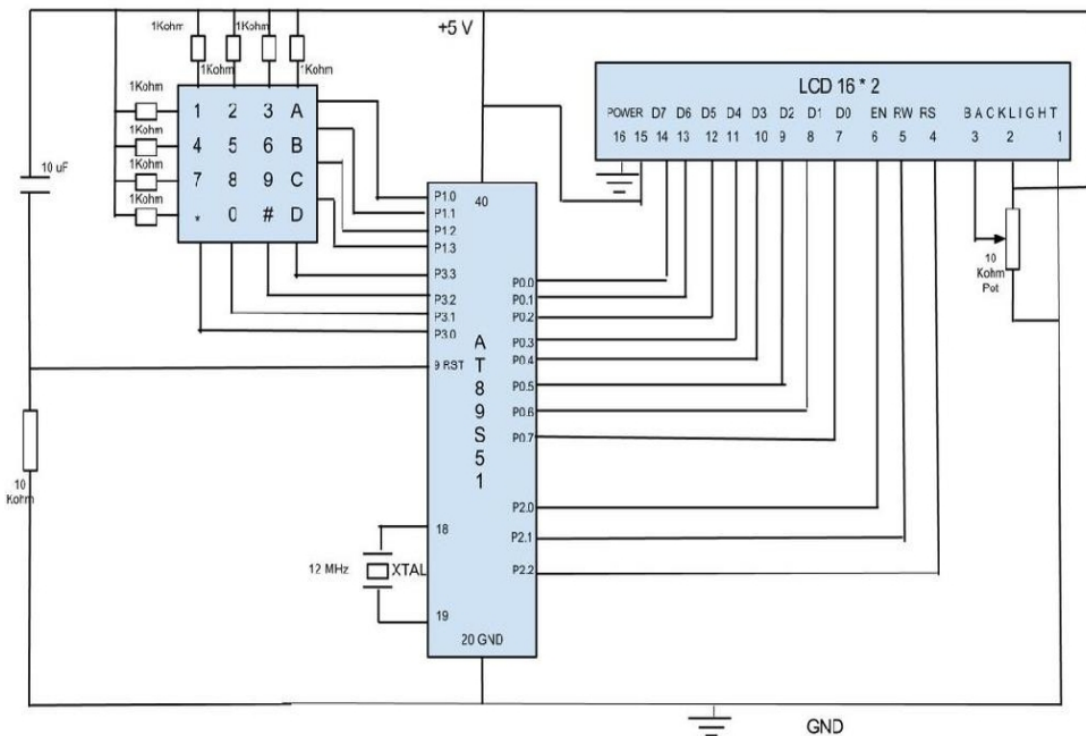 1Kohm 1Kohm
+5 V
1Kohm 1Kohm
1Kohm
1Kohm
1Kohm
1Kohm
1 2 3 A
4 5 6 B
7 8 9 C
* 0 # D
10 uF
10
Kohm
LCD 16 * 2
POWER D7 D6 D5 D4 D3 D2 D1 D0 EN RW RS BACKLIGHT
16 15 14 13 12 11 10 9 8 7 6 5 4 3 2 1
10
Kohm
Pot
40
P1.0
P1.1
P1.2
P1.3
P3.3
P3.2
P3.1
P3.0
9 RST
AT89S51
P0.0
P0.1
P0.2
P0.3
P0.4
P0.5
P0.6
P0.7
P2.0
P2.1
P2.2
18
12 MHz XTAL
19
20 GND
GND